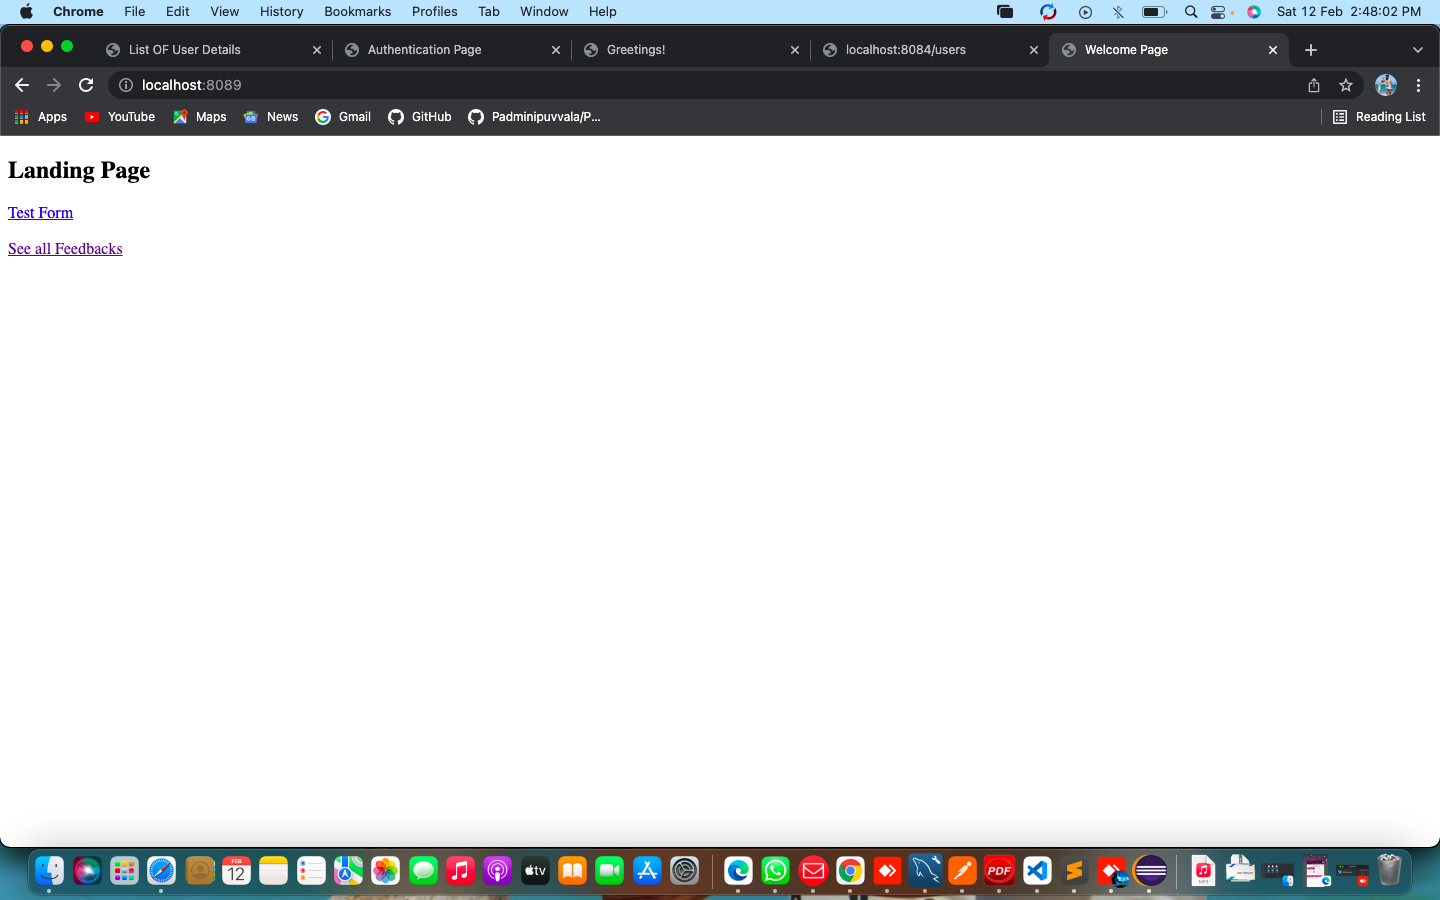 Chrome File Edit View History Bookmarks Profiles Tab Window Help Sat 12 Feb 2:48:02 PM
List OF User Details Authentication Page Greetings! localhost:8084/users Welcome Page
localhost:8089
Apps YouTube Maps News Gmail GitHub Padminipuvvala/P... Reading List
Landing Page
Test Form
See all Feedbacks
FEB
12
tv
PDF